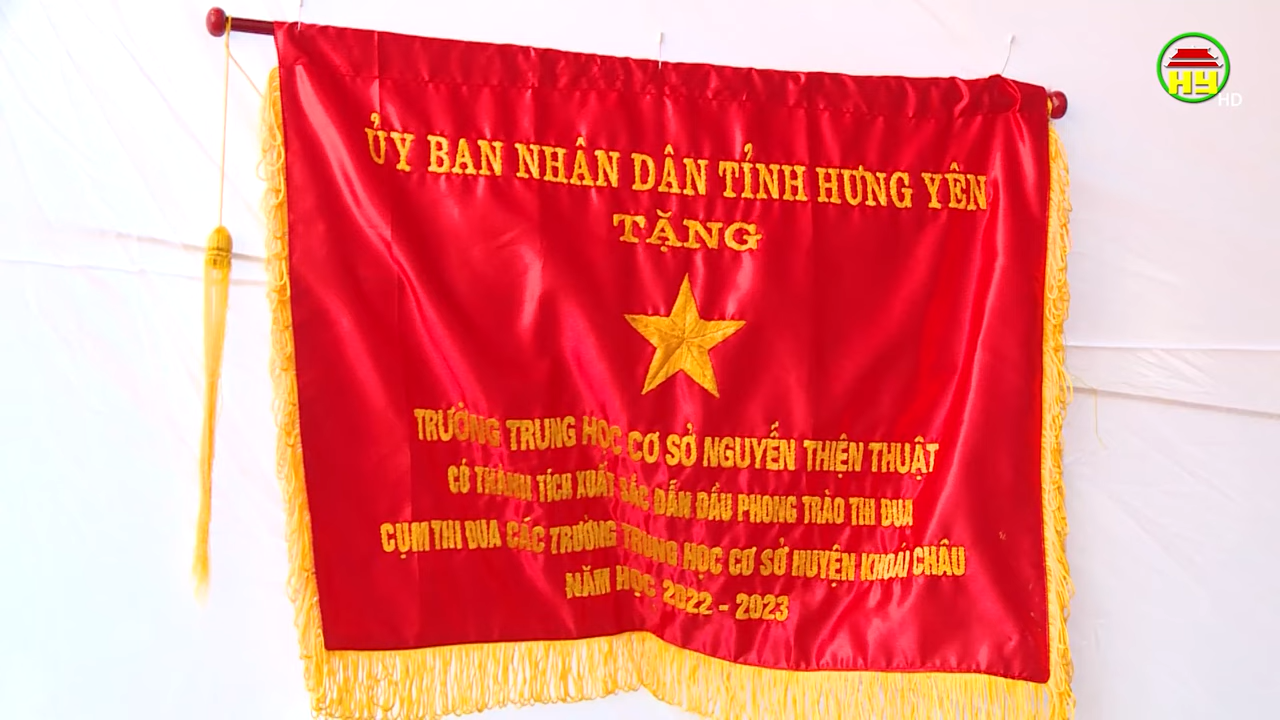 HY
HD
ỦY BAN NHÂN DÂN TỈNH HƯNG YÊN
TẶNG
TRƯỜNG TRUNG HỌC CƠ SỞ NGUYỄN THIỆN THUẬT
CÓ THÀNH TÍCH XUẤT SẮC DẪN ĐẦU PHONG TRÀO THI ĐUA
CỤM THI ĐUA CÁC TRƯỜNG TRUNG HỌC CƠ SỞ HUYỆN KHOÁI CHÂU
NĂM HỌC 2022 - 2023